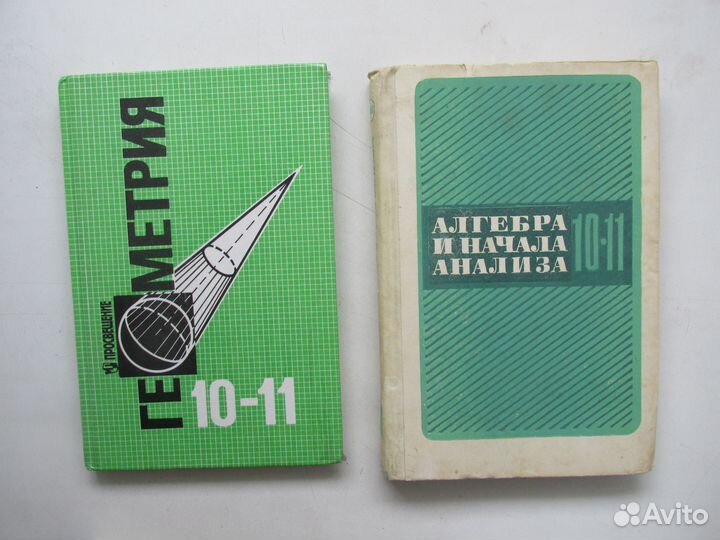 ГЕОМЕТРИЯ
ПРОСВЕЩЕНИЕ
10-11
АЛГЕБРА
И НАЧАЛА
АНАЛИЗА
10·11
Avito